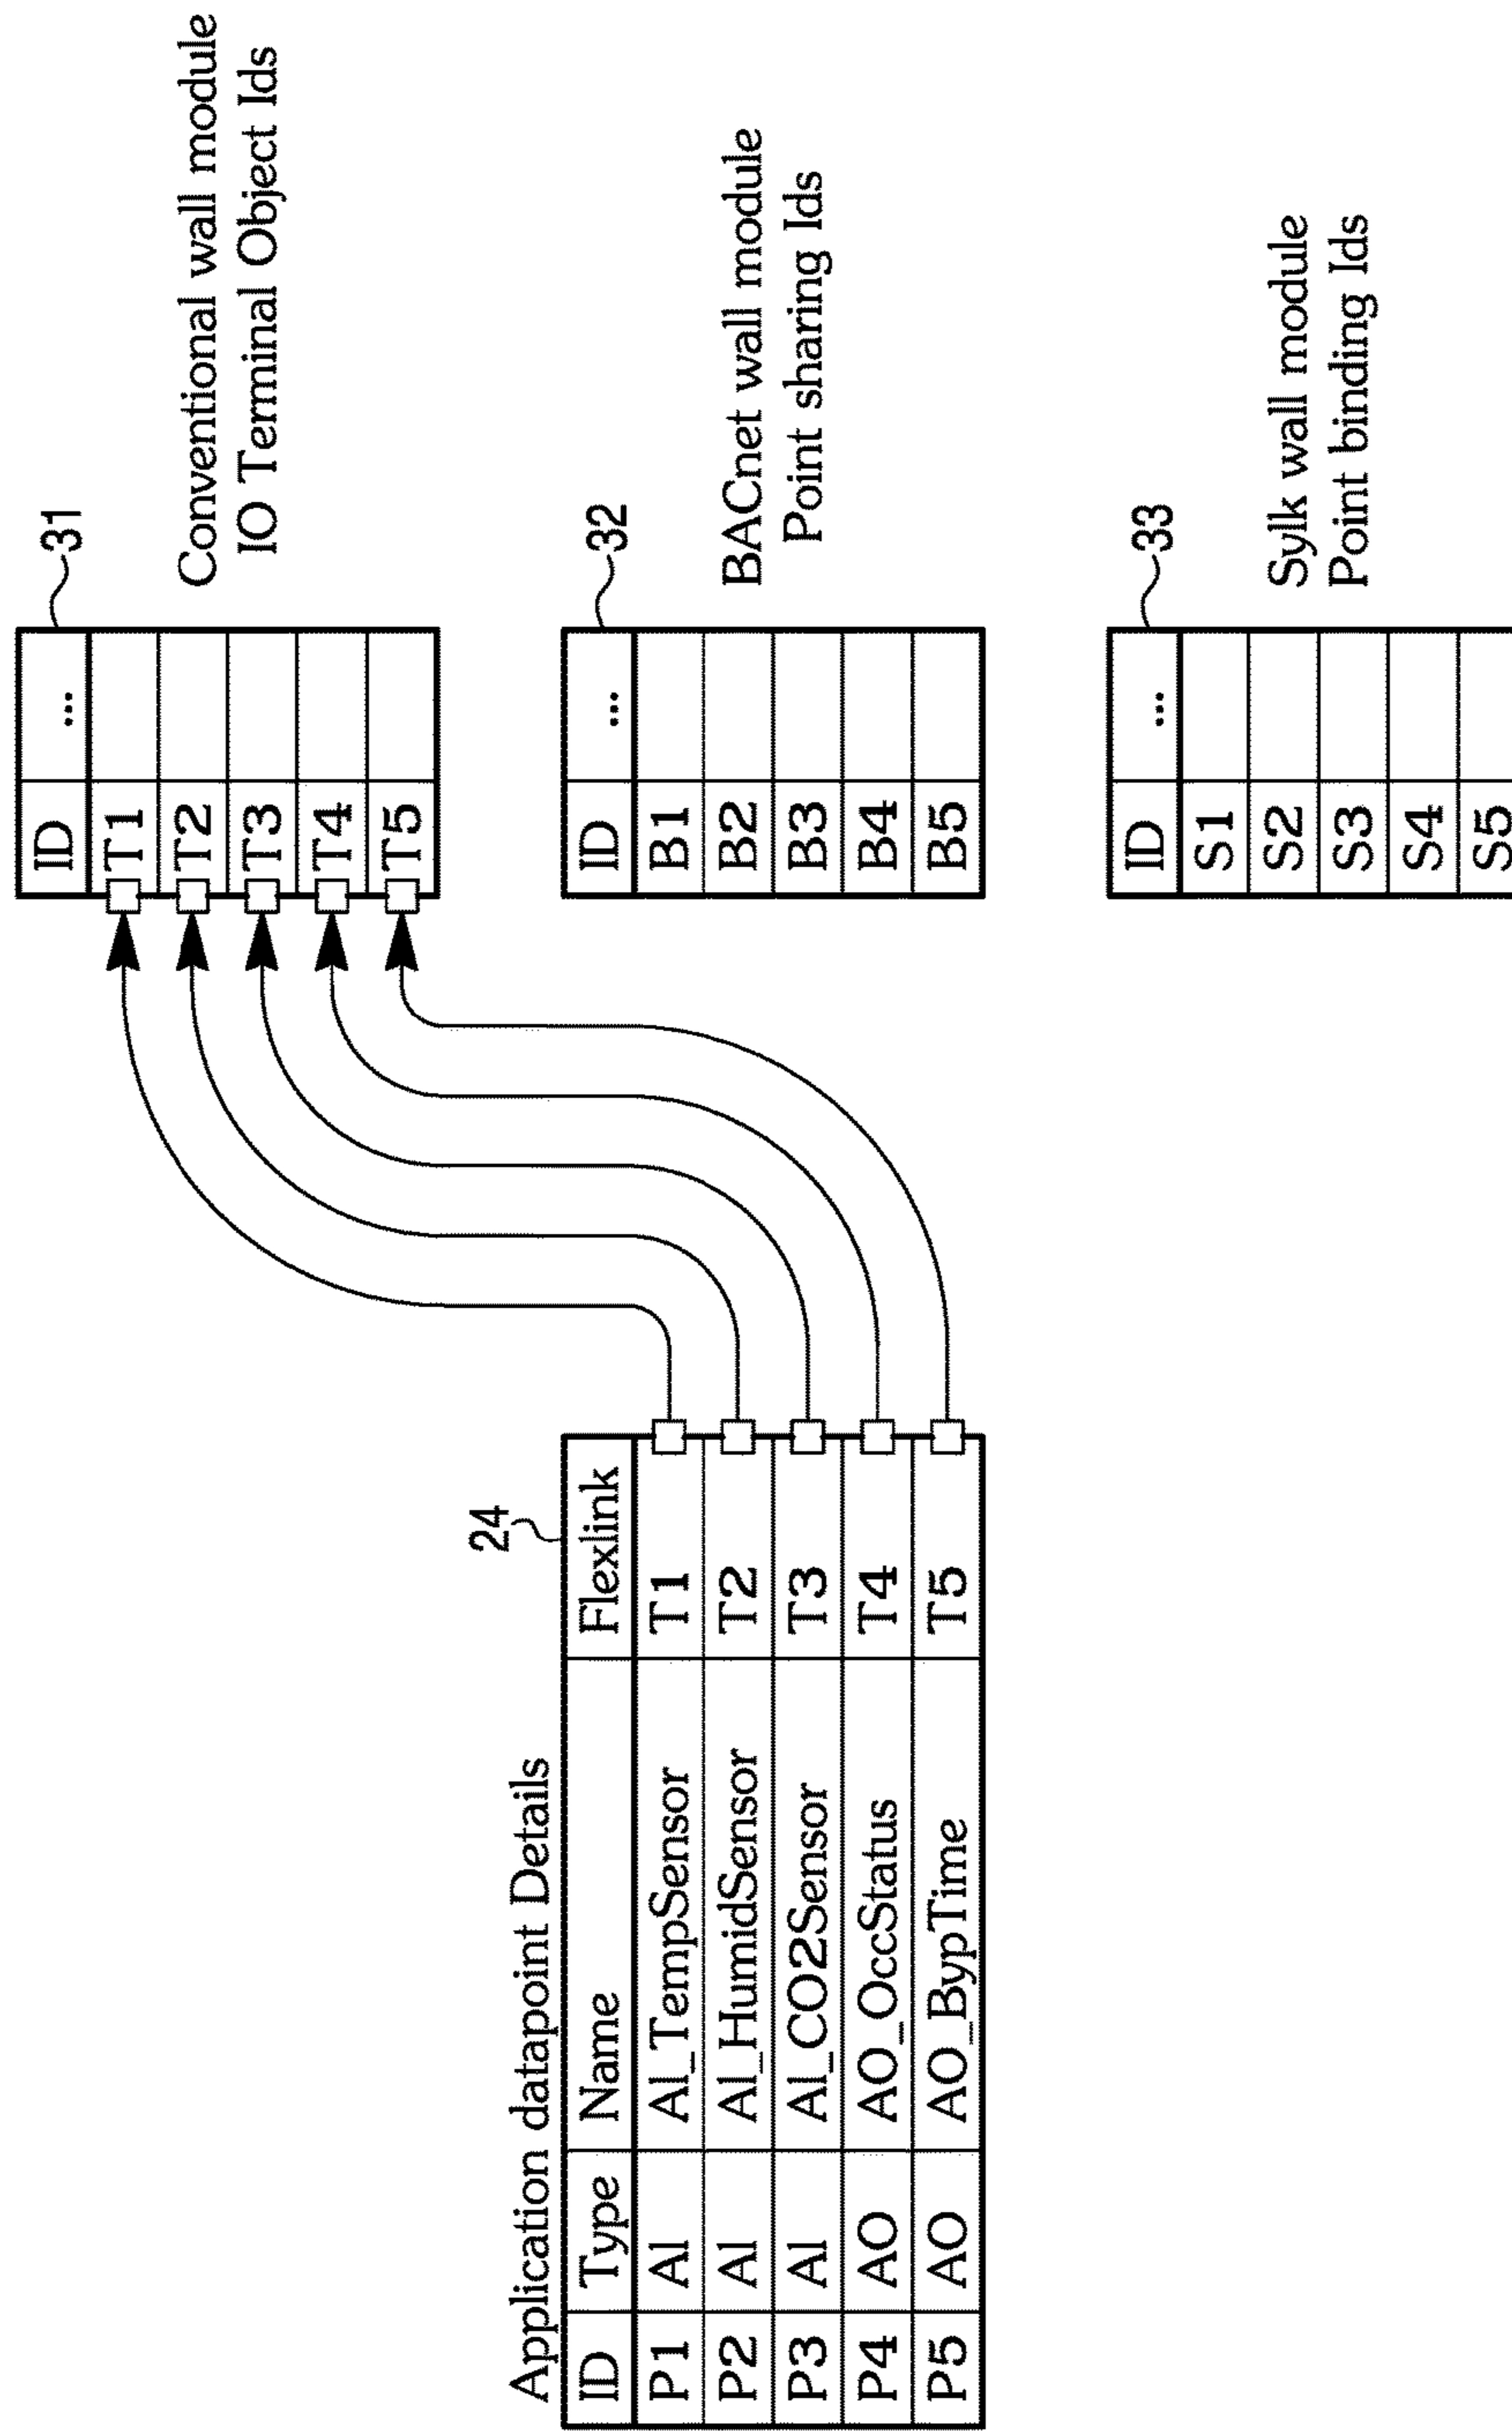 Application datapoint Details
24
ID Type Name Flexlink
P1 AI AI_TempSensor T1
P2 AI AI_HumidSensor T2
P3 AI AI_CO2Sensor T3
P4 AO AO_OccStatus T4
P5 AO AO_BypTime T5
31
ID ...
T1
T2
T3
T4
T5
Conventional wall module
IO Terminal Object Ids
32
ID ...
B1
B2
B3
B4
B5
BACnet wall module
Point sharing Ids
33
ID ...
S1
S2
S3
S4
S5
Sylk wall module
Point binding Ids